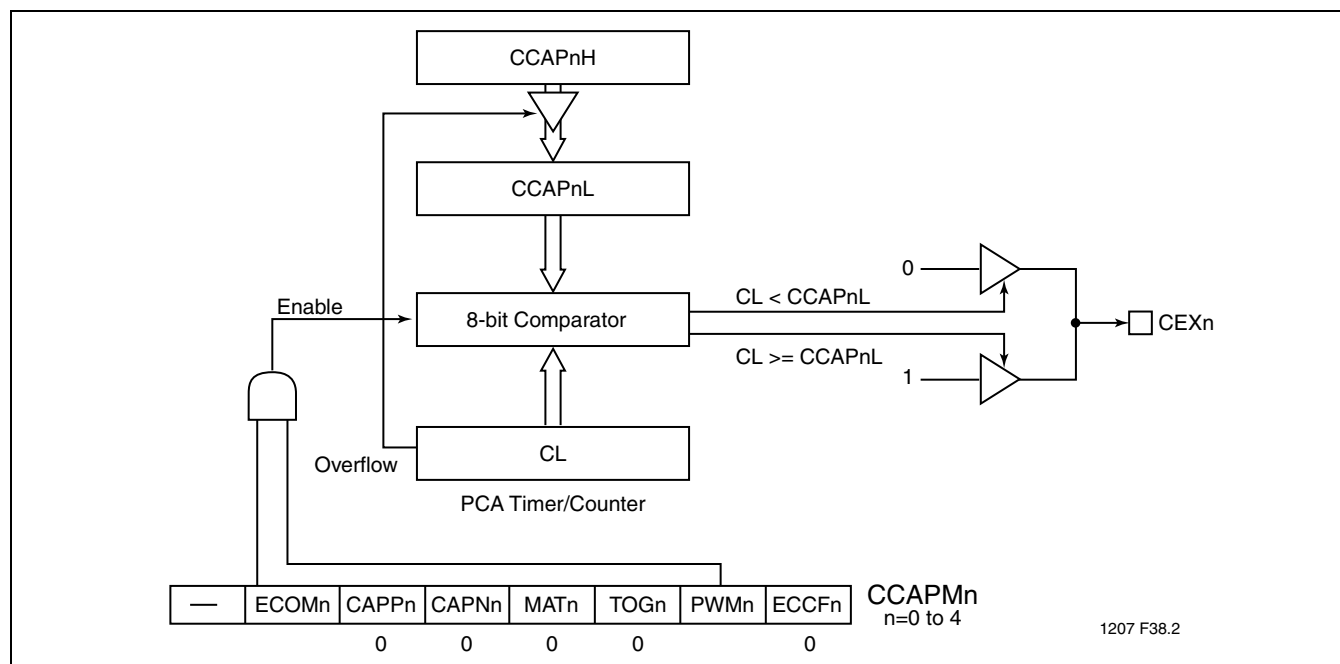 CCAPnH
CCAPnL
0
CL < CCAPnL
Enable
8-bit Comparator
CEXn
CL >= CCAPnL
1
CL
Overflow
PCA Timer/Counter
— ECOMn CAPPn CAPNn MATn TOGn PWMn ECCFn CCAPMn
n=0 to 4
0 0 0 0 0
1207 F38.2